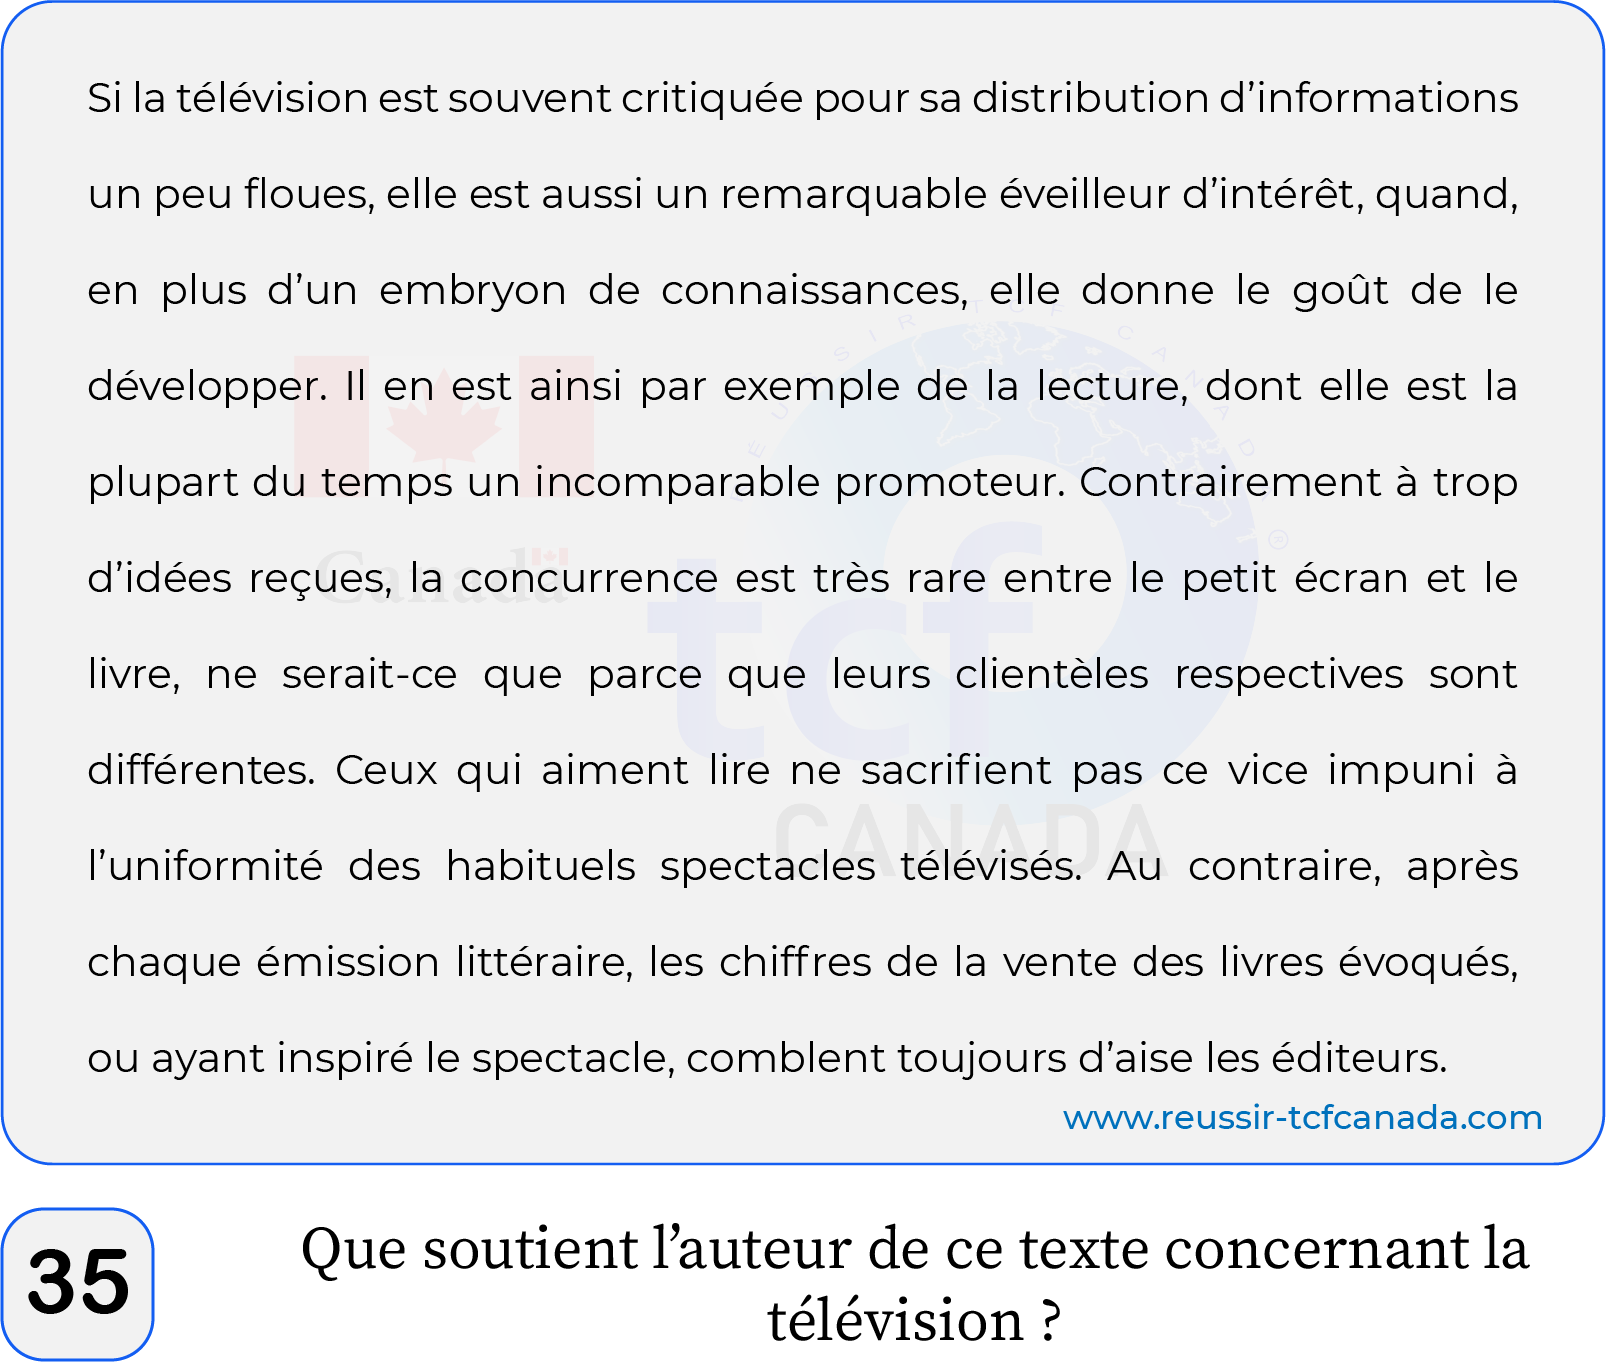 Si la télévision est souvent critiquée pour sa distribution d’informations
un peu floues, elle est aussi un remarquable éveilleur d’intérêt, quand,
en plus d’un embryon de connaissances, elle donne le goût de le
développer. Il en est ainsi par exemple de la lecture, dont elle est la
plupart du temps un incomparable promoteur. Contrairement à trop
d’idées reçues, la concurrence est très rare entre le petit écran et le
livre, ne serait-ce que parce que leurs clientèles respectives sont
différentes. Ceux qui aiment lire ne sacrifient pas ce vice impuni à
l’uniformité des habituels spectacles télévisés. Au contraire, après
chaque émission littéraire, les chiffres de la vente des livres évoqués,
ou ayant inspiré le spectacle, comblent toujours d’aise les éditeurs.
RÉUSSIR TCF CANADA ®
Canada
tcf
CANADA
www.reussir-tcfcanada.com
35
Que soutient l’auteur de ce texte concernant la
télévision ?